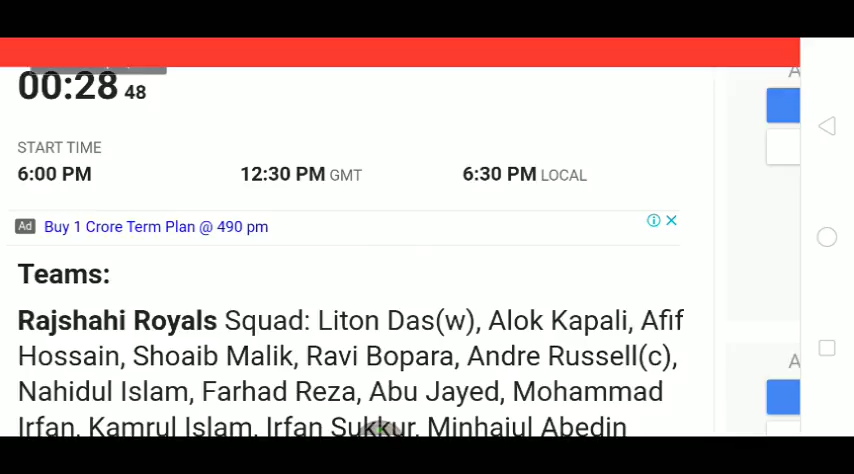 00:28 48
START TIME
6:00 PM 12:30 PM GMT 6:30 PM LOCAL
Ad Buy 1 Crore Term Plan @ 490 pm
Teams:
Rajshahi Royals Squad: Liton Das(w), Alok Kapali, Afif
Hossain, Shoaib Malik, Ravi Bopara, Andre Russell(c),
Nahidul Islam, Farhad Reza, Abu Jayed, Mohammad
Irfan, Kamrul Islam, Irfan Sukkur, Minhajul Abedin